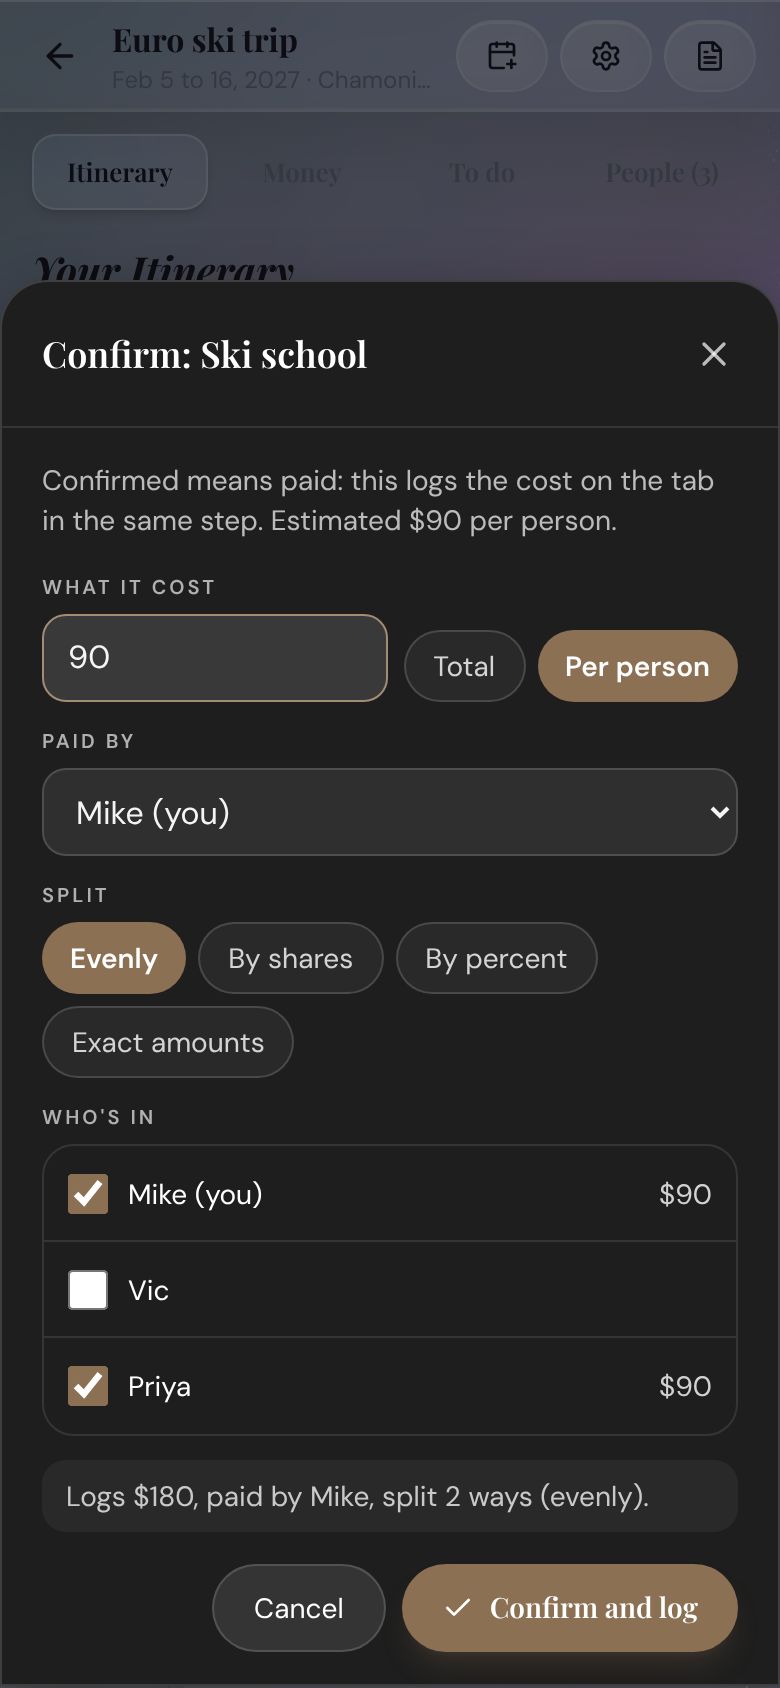 Euro ski trip
Feb 5 to 16, 2027 · Chamoni...
Itinerary Money To do People (3)
Your Itinerary
Confirm: Ski school
Confirmed means paid: this logs the cost on the tab
in the same step. Estimated $90 per person.
WHAT IT COST
90 Total Per person
PAID BY
Mike (you)
SPLIT
Evenly By shares By percent
Exact amounts
WHO'S IN
Mike (you) $90
Vic
Priya $90
Logs $180, paid by Mike, split 2 ways (evenly).
Cancel Confirm and log